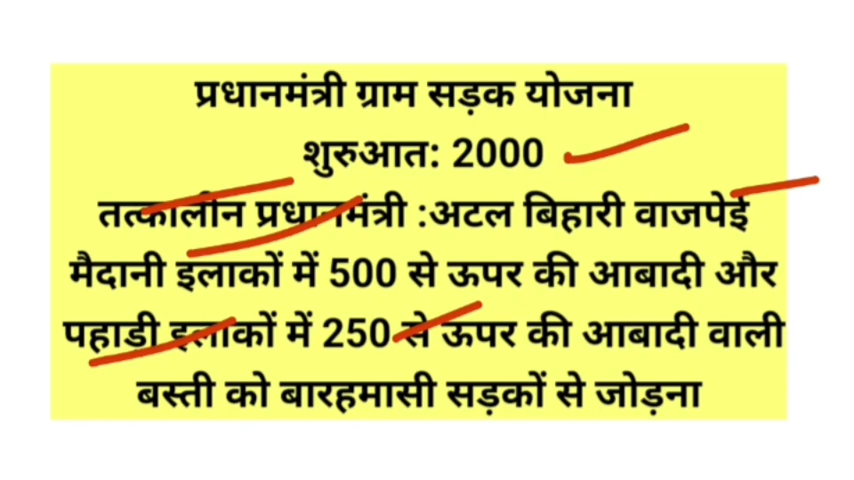 प्रधानमंत्री ग्राम सड़क योजना
शुरुआत: 2000
तत्कालीन प्रधानमंत्री :अटल बिहारी वाजपेई
मैदानी इलाकों में 500 से ऊपर की आबादी और
पहाड़ी इलाकों में 250 से ऊपर की आबादी वाली
बस्ती को बारहमासी सड़कों से जोड़ना